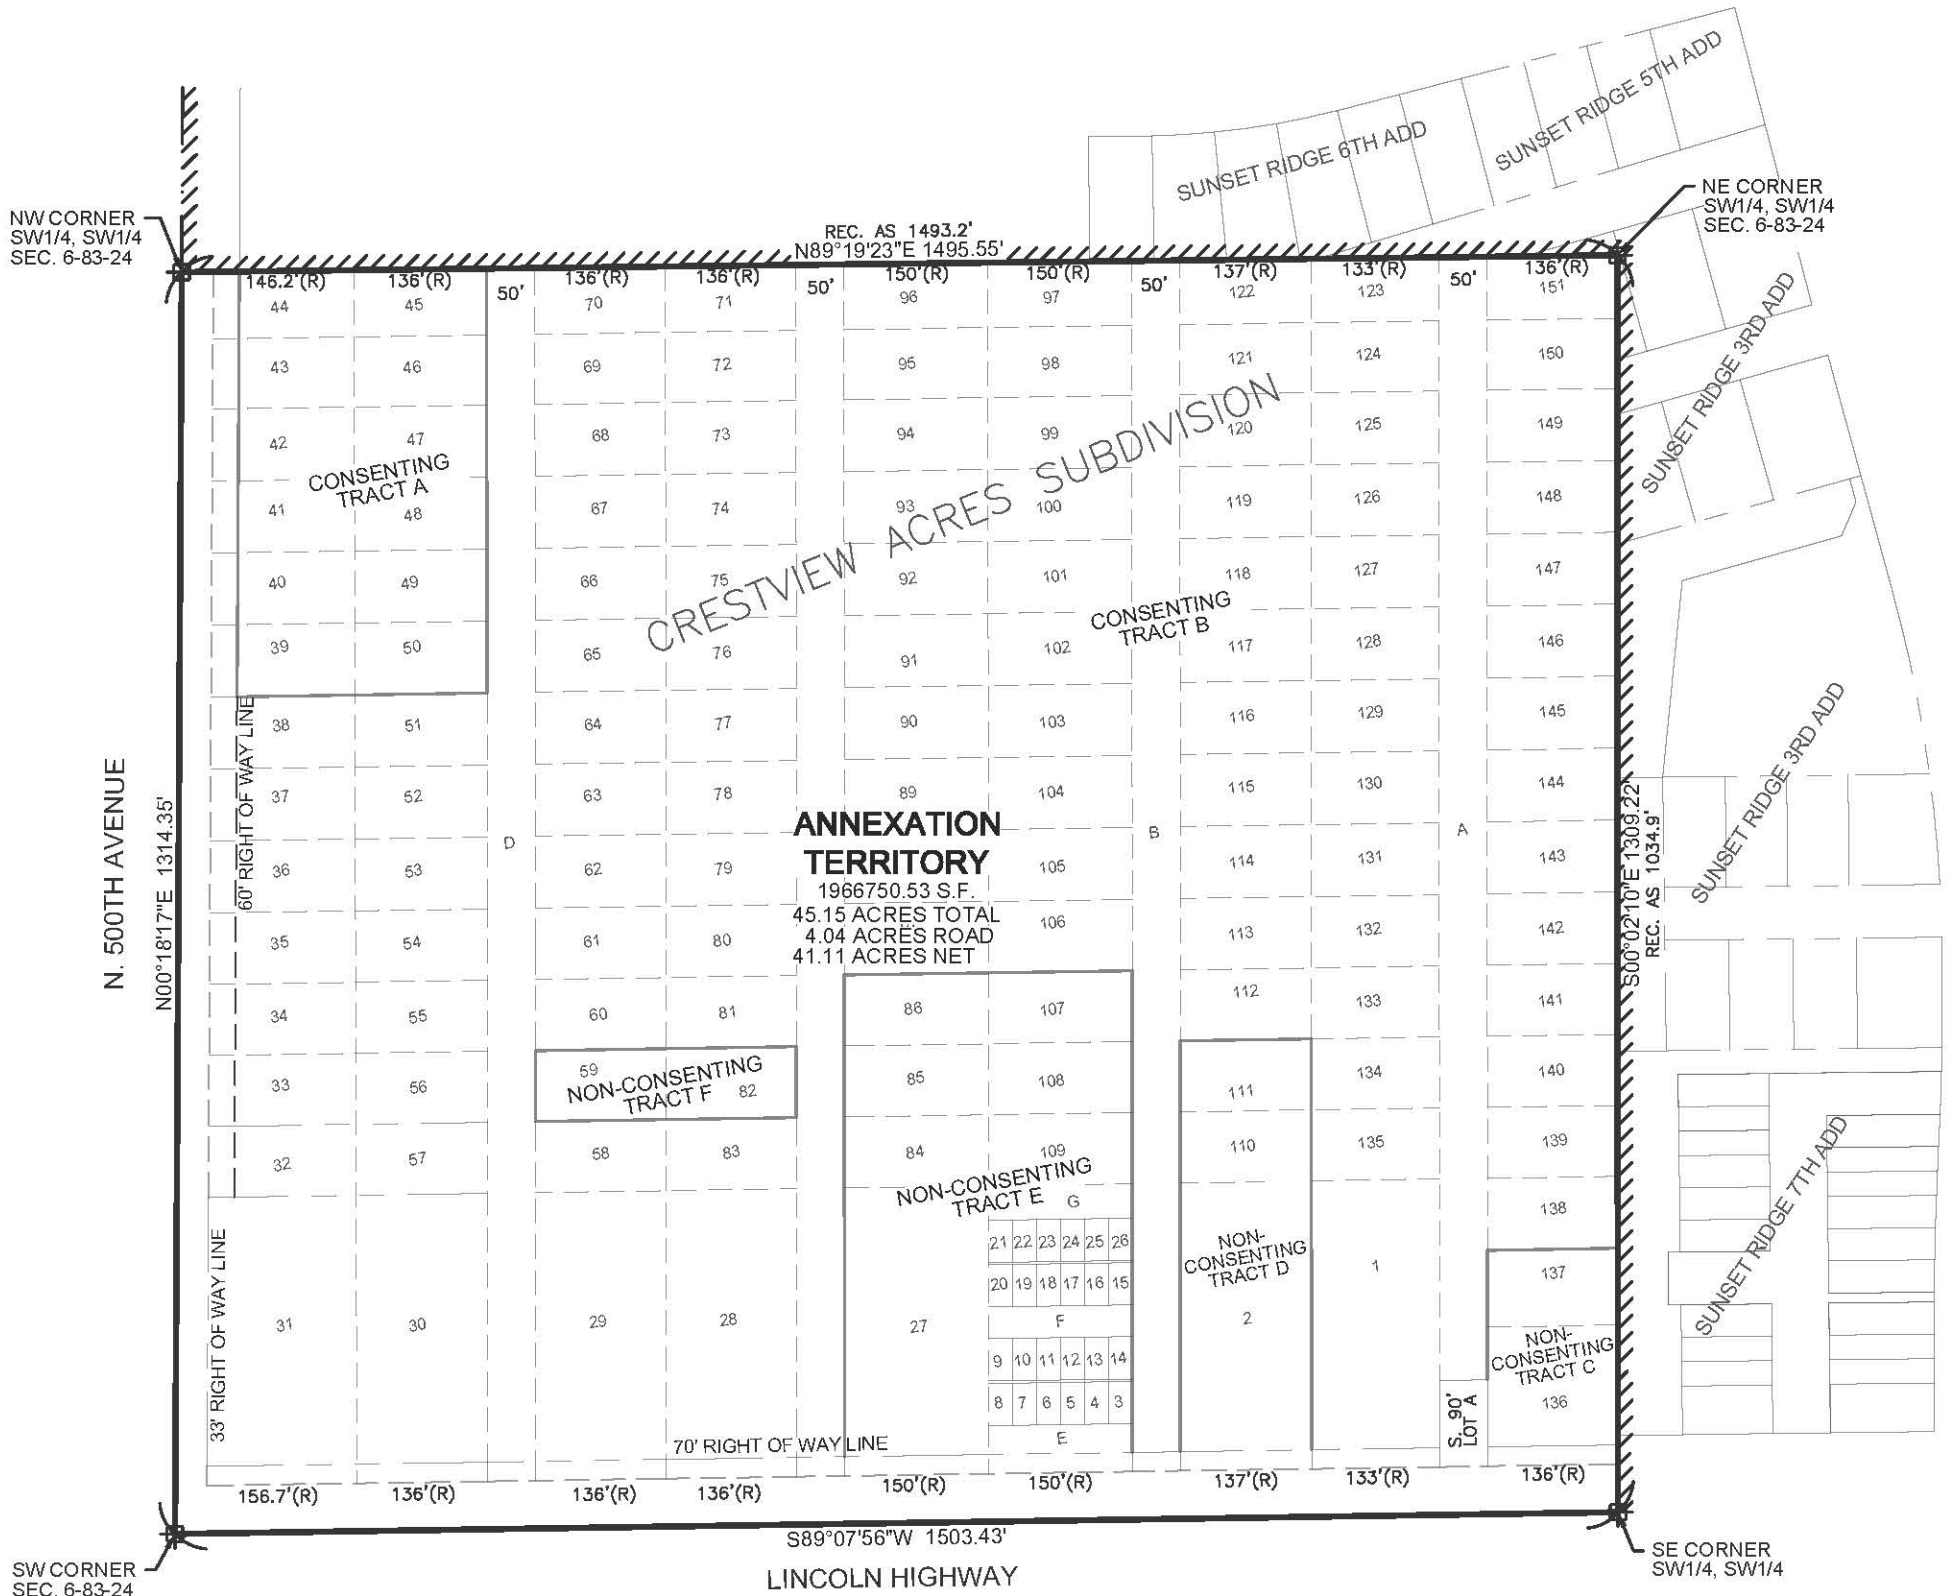 SUNSET RIDGE 5TH ADD
SUNSET RIDGE 6TH ADD
NW CORNER
SW1/4, SW1/4
SEC. 6-83-24
NE CORNER
SW1/4, SW1/4
SEC. 6-83-24
REC. AS 1493.2'
N89°19'23"E 1495.55'
146.2'(R) 136'(R) 136'(R) 136'(R) 150'(R) 150'(R) 137'(R) 133'(R) 136'(R)
50' 50' 50' 50'
44 45 70 71 96 97 122 123 151
43 46 69 72 95 98 121 124 150
42 47 68 73 94 99 120 125 149
CONSENTING
TRACT A
41 48 67 74 93 100 119 126 148
40 49 66 75 92 101 118 127 147
CRESTVIEW ACRES SUBDIVISION
CONSENTING
TRACT B
39 50 65 76 91 102 117 128 146
38 51 64 77 90 103 116 129 145
37 52 63 78 89 104 115 130 144
D B A
ANNEXATION
TERRITORY
1966750.53 S.F.
45.15 ACRES TOTAL
4.04 ACRES ROAD
41.11 ACRES NET
36 53 62 79 105 114 131 143
35 54 61 80 106 113 132 142
34 55 60 81 86 107 112 133 141
33 56 59 82 85 108 111 134 140
NON-CONSENTING
TRACT F
32 57 58 83 84 109 110 135 139
NON-CONSENTING
TRACT E
G
138
21 22 23 24 25 26
20 19 18 17 16 15
F
9 10 11 12 13 14
8 7 6 5 4 3
E
NON-
CONSENTING
TRACT D
31 30 29 28 27 2 1
137
NON-
CONSENTING
TRACT C
136
S. 90'
LOT A
N. 500TH AVENUE
N00°18'17"E 1314.35'
60' RIGHT OF WAY LINE
33' RIGHT OF WAY LINE
70' RIGHT OF WAY LINE
S00°02'10"E 1309.22'
REC. AS 1034.9'
SUNSET RIDGE 3RD ADD
SUNSET RIDGE 3RD ADD
SUNSET RIDGE 7TH ADD
156.7'(R) 136'(R) 136'(R) 136'(R) 150'(R) 150'(R) 137'(R) 133'(R) 136'(R)
S89°07'56"W 1503.43'
LINCOLN HIGHWAY
SW CORNER
SEC. 6-83-24
SE CORNER
SW1/4, SW1/4